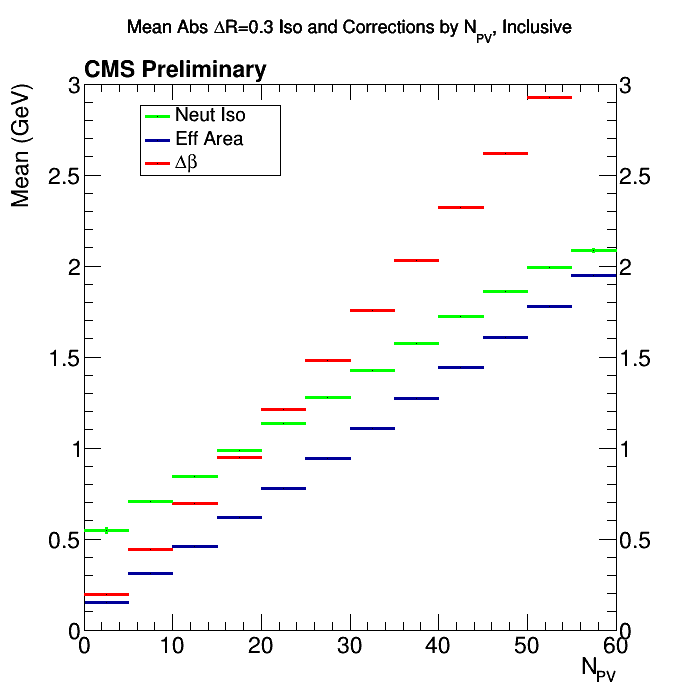 Mean Abs ΔR=0.3 Iso and Corrections by N_PV, Inclusive
CMS Preliminary
Mean (GeV)
Neut Iso
Eff Area
Δβ
3
2.5
2
1.5
1
0.5
0
3
2.5
2
1.5
1
0.5
0
0 10 20 30 40 50 60
N_PV